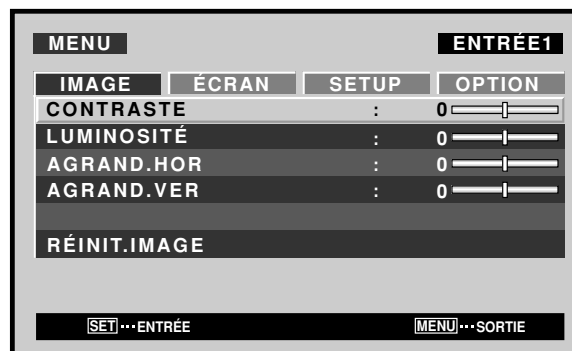 MENU ENTRÉE1
IMAGE ÉCRAN SETUP OPTION
CONTRASTE : 0
LUMINOSITÉ : 0
AGRAND.HOR : 0
AGRAND.VER : 0
RÉINIT.IMAGE
SET ··· ENTRÉE MENU ··· SORTIE